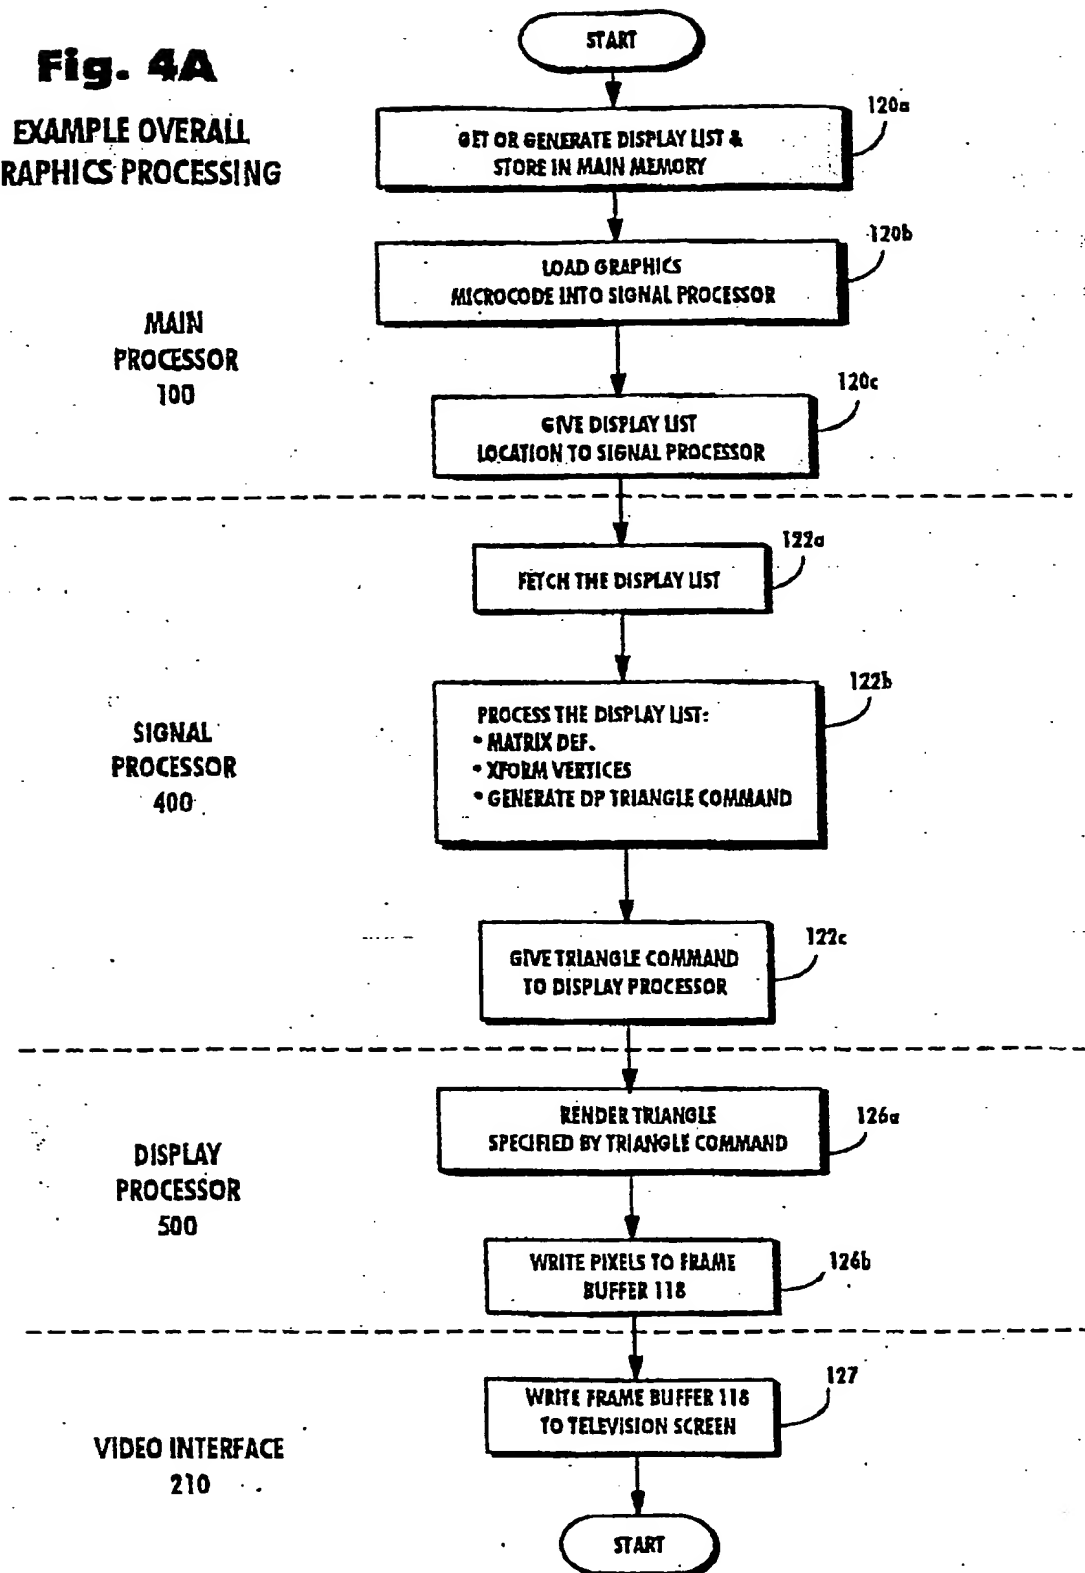 START
Fig. 4A
EXAMPLE OVERALL
RAPHICS PROCESSING
120a
GET OR GENERATE DISPLAY LIST &
STORE IN MAIN MEMORY
120b
LOAD GRAPHICS
MICROCODE INTO SIGNAL PROCESSOR
MAIN
PROCESSOR
100
120c
GIVE DISPLAY LIST
LOCATION TO SIGNAL PROCESSOR
122a
FETCH THE DISPLAY LIST
122b
SIGNAL
PROCESSOR
400
PROCESS THE DISPLAY LIST:
• MATRIX DEF.
• XFORM VERTICES
• GENERATE DP TRIANGLE COMMAND
122c
GIVE TRIANGLE COMMAND
TO DISPLAY PROCESSOR
126a
RENDER TRIANGLE
SPECIFIED BY TRIANGLE COMMAND
DISPLAY
PROCESSOR
500
126b
WRITE PIXELS TO FRAME
BUFFER 118
127
WRITE FRAME BUFFER 118
TO TELEVISION SCREEN
VIDEO INTERFACE
210
START